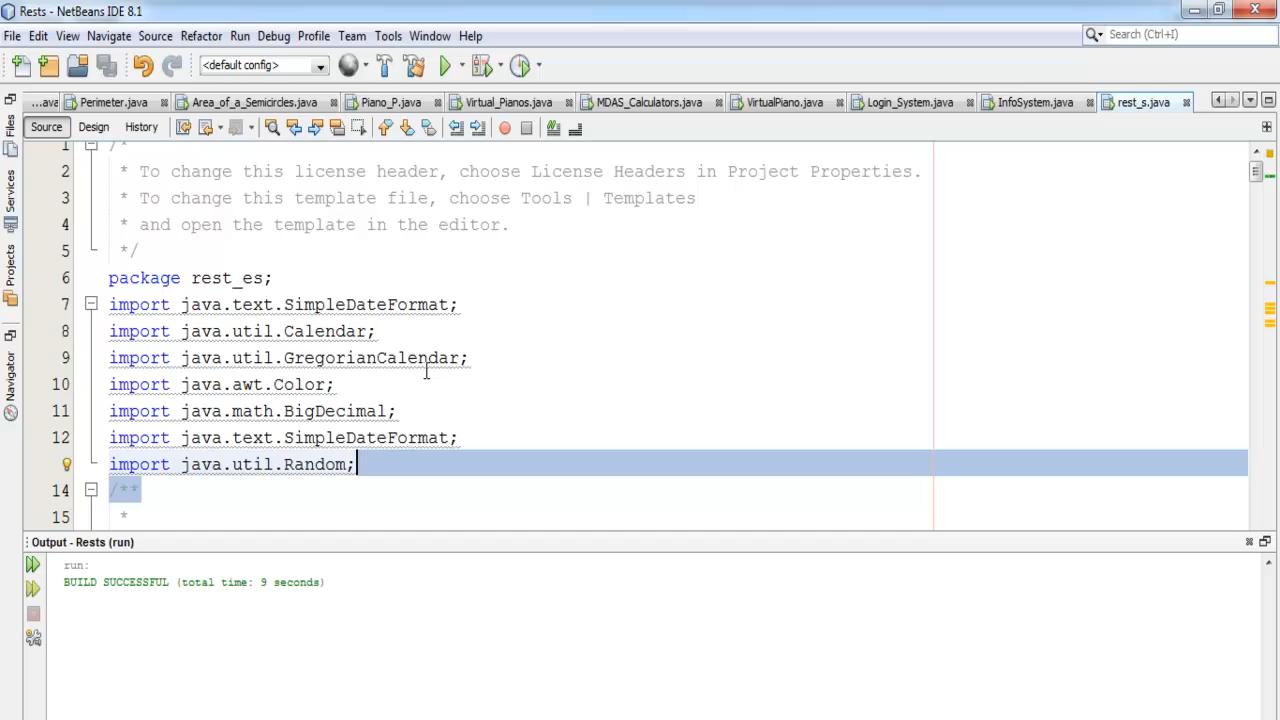 Rests - NetBeans IDE 8.1
File Edit View Navigate Source Refactor Run Debug Profile Team Tools Window Help
Search (Ctrl+I)
<default config>
...ava Perimeter.java Area_of_a_Semicircles.java Piano_P.java Virtual_Pianos.java MDAS_Calculators.java VirtualPiano.java Login_System.java InfoSystem.java rest_s.java
Source Design History
Files
Services
Projects
Navigator
1 /*
2 * To change this license header, choose License Headers in Project Properties.
3 * To change this template file, choose Tools | Templates
4 * and open the template in the editor.
5 */
6 package rest_es;
7 import java.text.SimpleDateFormat;
8 import java.util.Calendar;
9 import java.util.GregorianCalendar;
10 import java.awt.Color;
11 import java.math.BigDecimal;
12 import java.text.SimpleDateFormat;
import java.util.Random;
14 /**
15 *
Output - Rests (run)
run:
BUILD SUCCESSFUL (total time: 9 seconds)